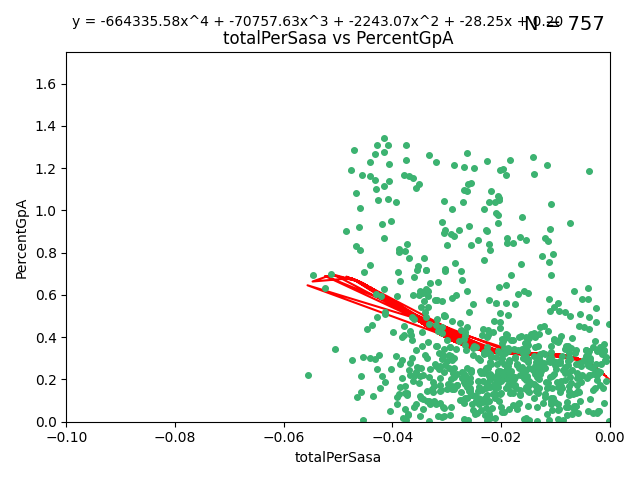 y = -664335.58x^4 + -70757.63x^3 + -2243.07x^2 + -28.25x + 0.20
N = 757
totalPerSasa vs PercentGpA
PercentGpA
1.6
1.4
1.2
1.0
0.8
0.6
0.4
0.2
0.0
−0.10 −0.08 −0.06 −0.04 −0.02 0.00
totalPerSasa